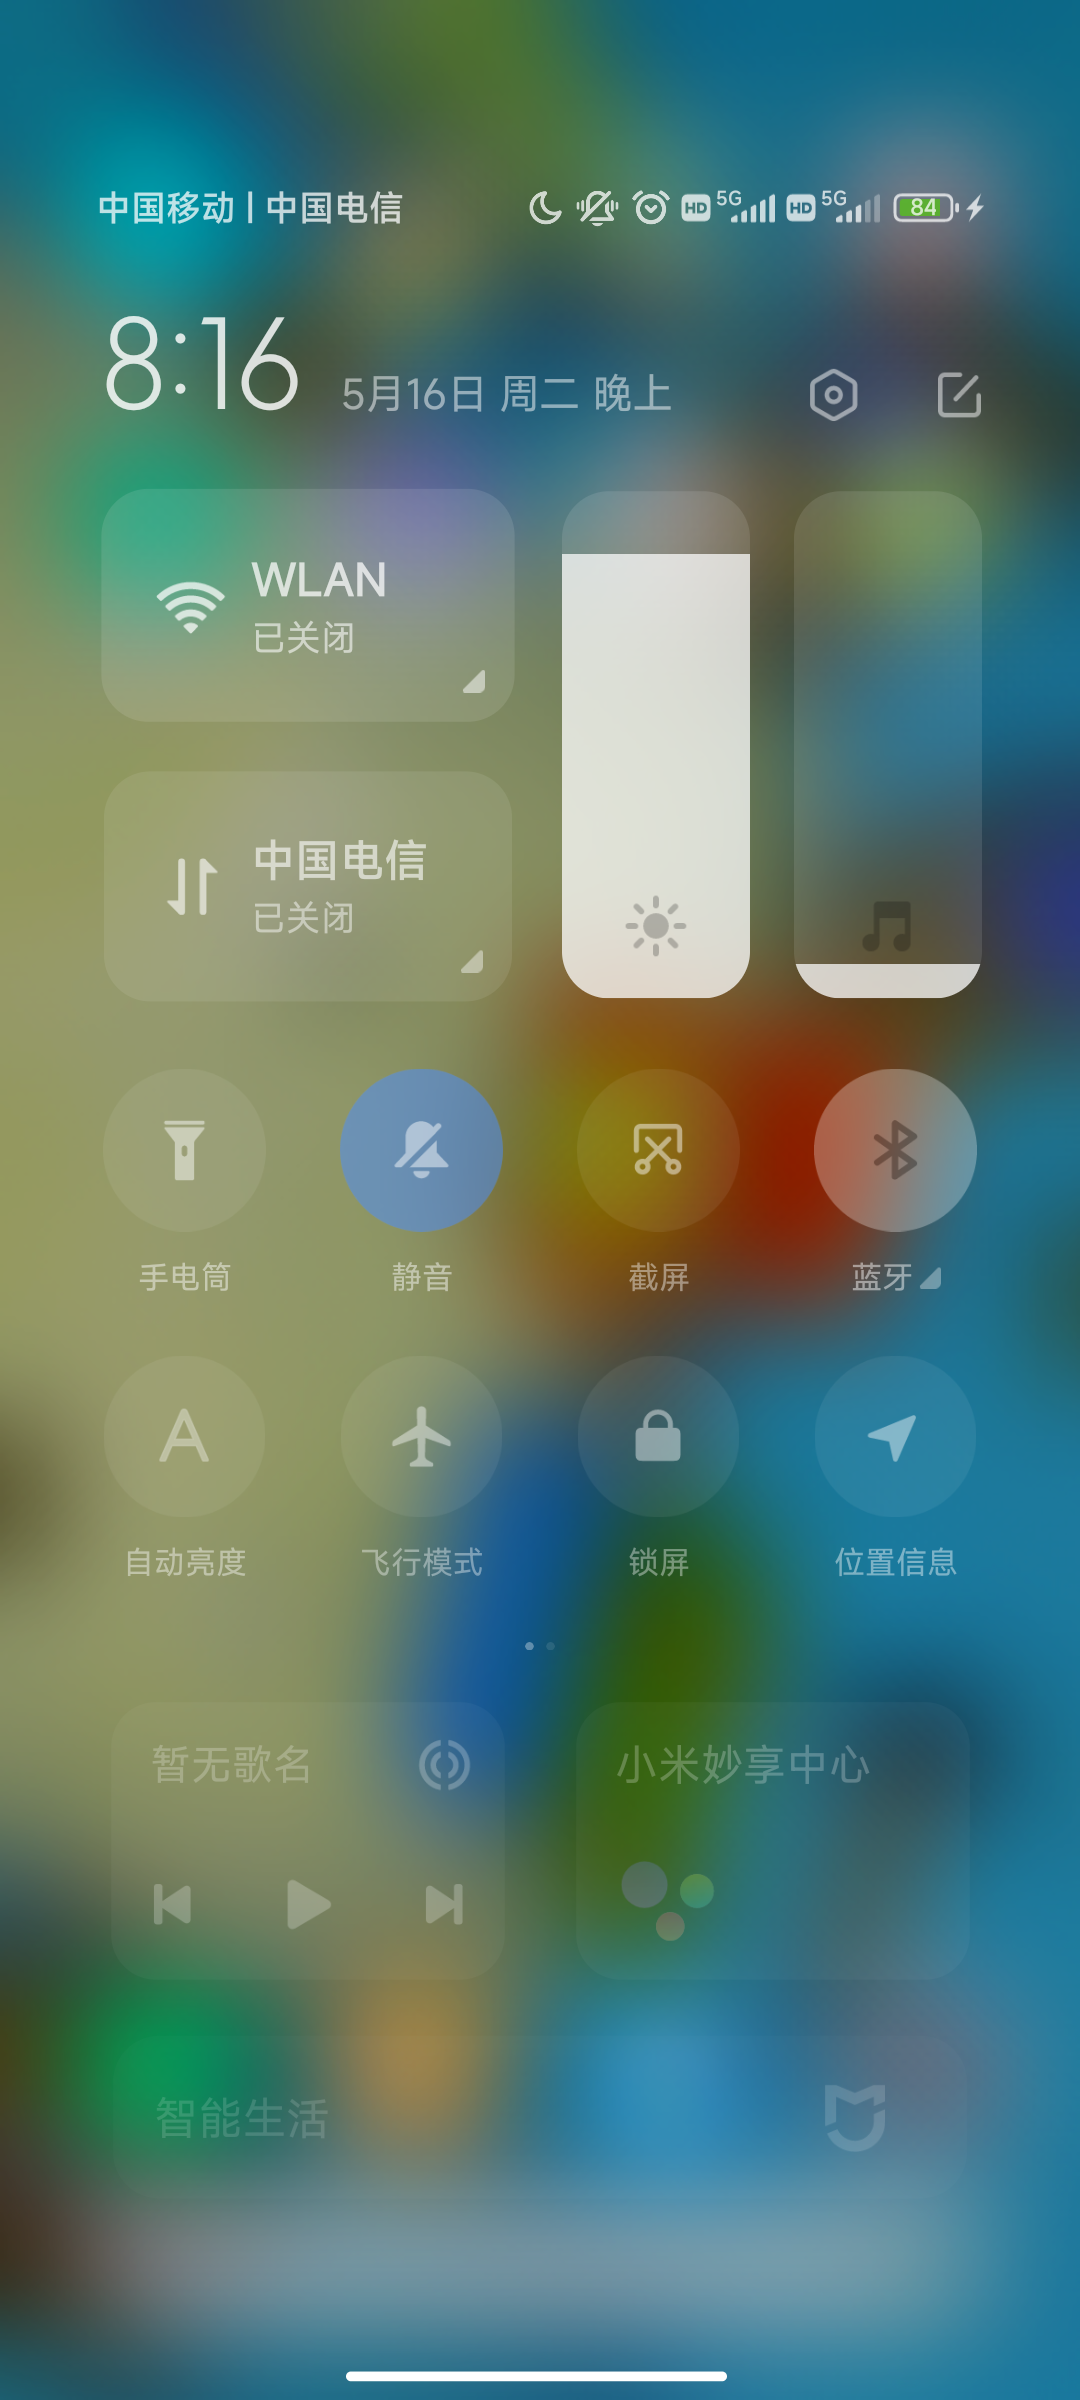 中国移动 | 中国电信 HD 5G HD 5G 84
8:16 5月16日 周二 晚上
WLAN
已关闭
中国电信
已关闭
手电筒 静音 截屏 蓝牙
A
自动亮度 飞行模式 锁屏 位置信息
暂无歌名 小米妙享中心
智能生活